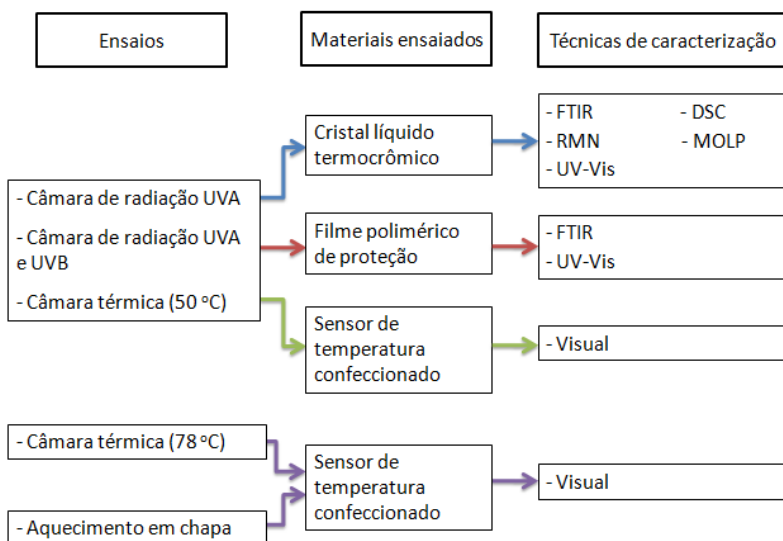 Ensaios
Materiais ensaiados
Técnicas de caracterização
- Câmara de radiação UVA
- Câmara de radiação UVA
e UVB
- Câmara térmica (50 ºC)
Cristal líquido
termocrômico
- FTIR - DSC
- RMN - MOLP
- UV-Vis
Filme polimérico
de proteção
- FTIR
- UV-Vis
Sensor de
temperatura
confeccionado
- Visual
- Câmara térmica (78 ºC)
- Aquecimento em chapa
Sensor de
temperatura
confeccionado
- Visual